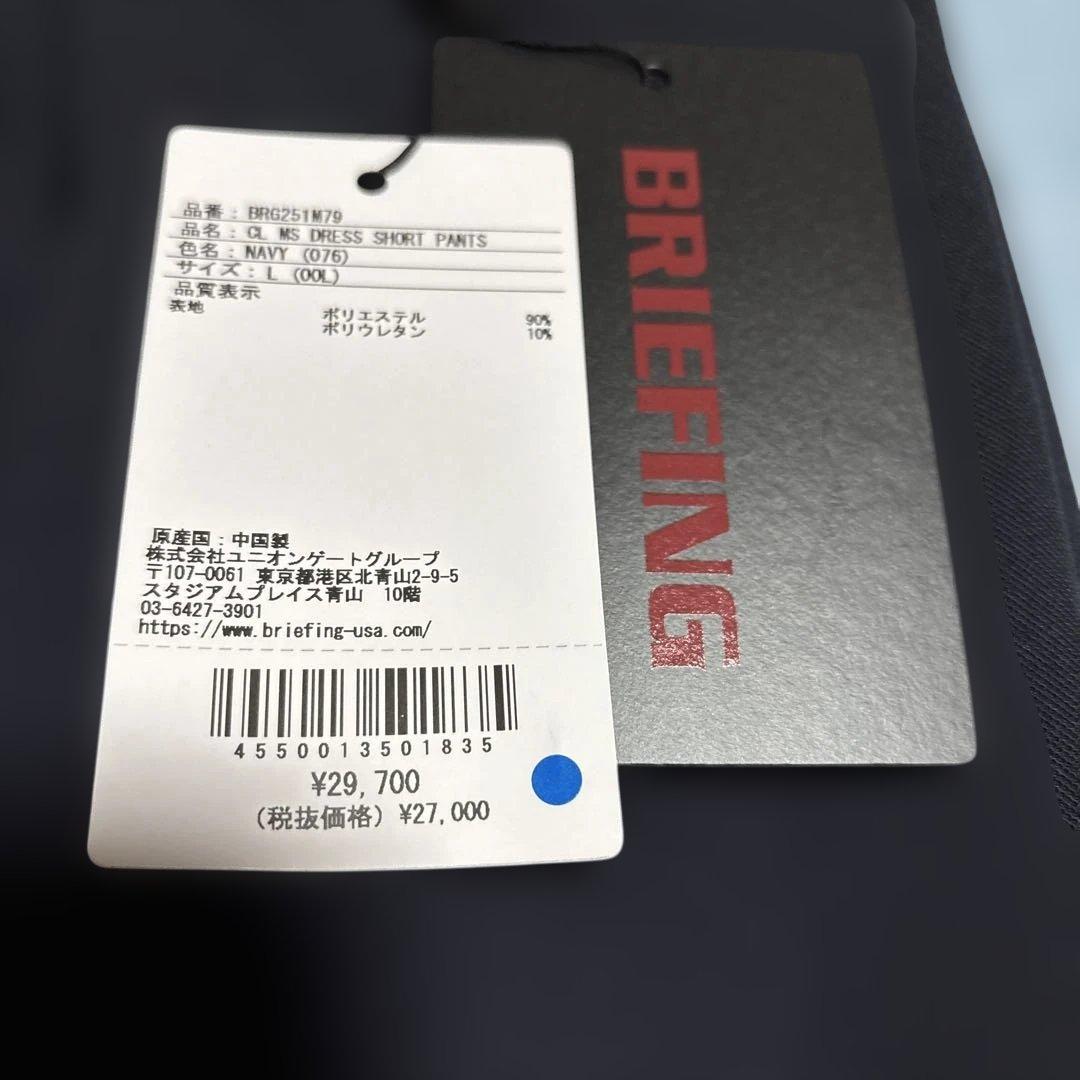 品番：BRG251M79
品名：CL MS DRESS SHORT PANTS
色名：NAVY (076)
サイズ：L (OOL)
品質表示
表地
ポリエステル 90%
ポリウレタン 10%
原産国：中国製
株式会社ユニオンゲートグループ
〒107-0061 東京都港区北青山2-9-5
スタジアムプレイス青山 10階
03-6427-3901
https://www.briefing-usa.com/
4550013501835
¥29,700
（税抜価格）¥27,000
BRIEFING